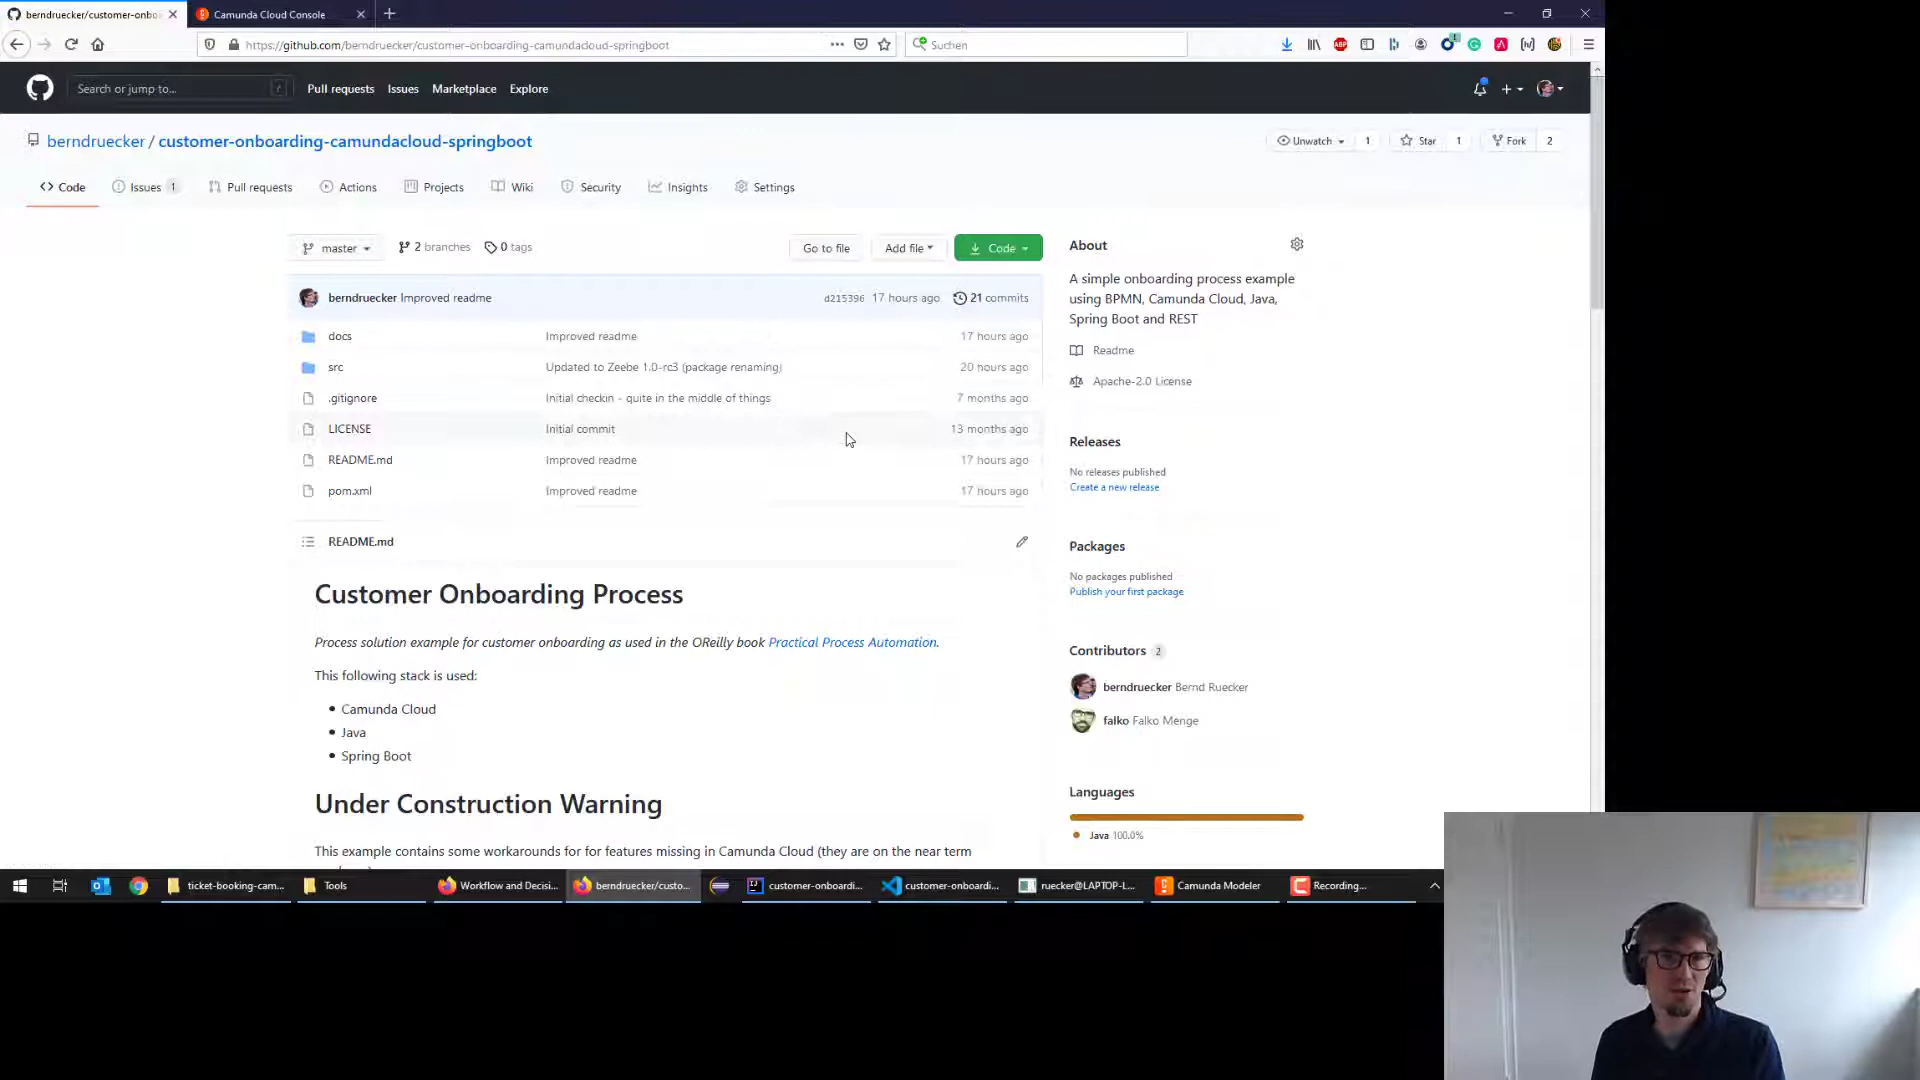 berndruecker/customer-onbo
Camunda Cloud Console
https://github.com/berndruecker/customer-onboarding-camundacloud-springboot
Suchen
Search or jump to...
/
Pull requests
Issues
Marketplace
Explore
berndruecker / customer-onboarding-camundacloud-springboot
Unwatch
1
Star
1
Fork
2
Code
Issues 1
Pull requests
Actions
Projects
Wiki
Security
Insights
Settings
master
2 branches
0 tags
Go to file
Add file
Code
berndruecker Improved readme
d215396 17 hours ago
21 commits
docs
Improved readme
17 hours ago
src
Updated to Zeebe 1.0-rc3 (package renaming)
20 hours ago
.gitignore
Initial checkin - quite in the middle of things
7 months ago
LICENSE
Initial commit
13 months ago
README.md
Improved readme
17 hours ago
pom.xml
Improved readme
17 hours ago
README.md
Customer Onboarding Process
Process solution example for customer onboarding as used in the OReilly book Practical Process Automation.
This following stack is used:
• Camunda Cloud
• Java
• Spring Boot
Under Construction Warning
This example contains some workarounds for for features missing in Camunda Cloud (they are on the near term
About
A simple onboarding process example
using BPMN, Camunda Cloud, Java,
Spring Boot and REST
Readme
Apache-2.0 License
Releases
No releases published
Create a new release
Packages
No packages published
Publish your first package
Contributors 2
berndruecker Bernd Ruecker
falko Falko Menge
Languages
Java 100.0%
ticket-booking-cam...
Tools
Workflow and Decisi...
berndruecker/custo...
customer-onboardi...
customer-onboardi...
ruecker@LAPTOP-L...
Camunda Modeler
Recording...